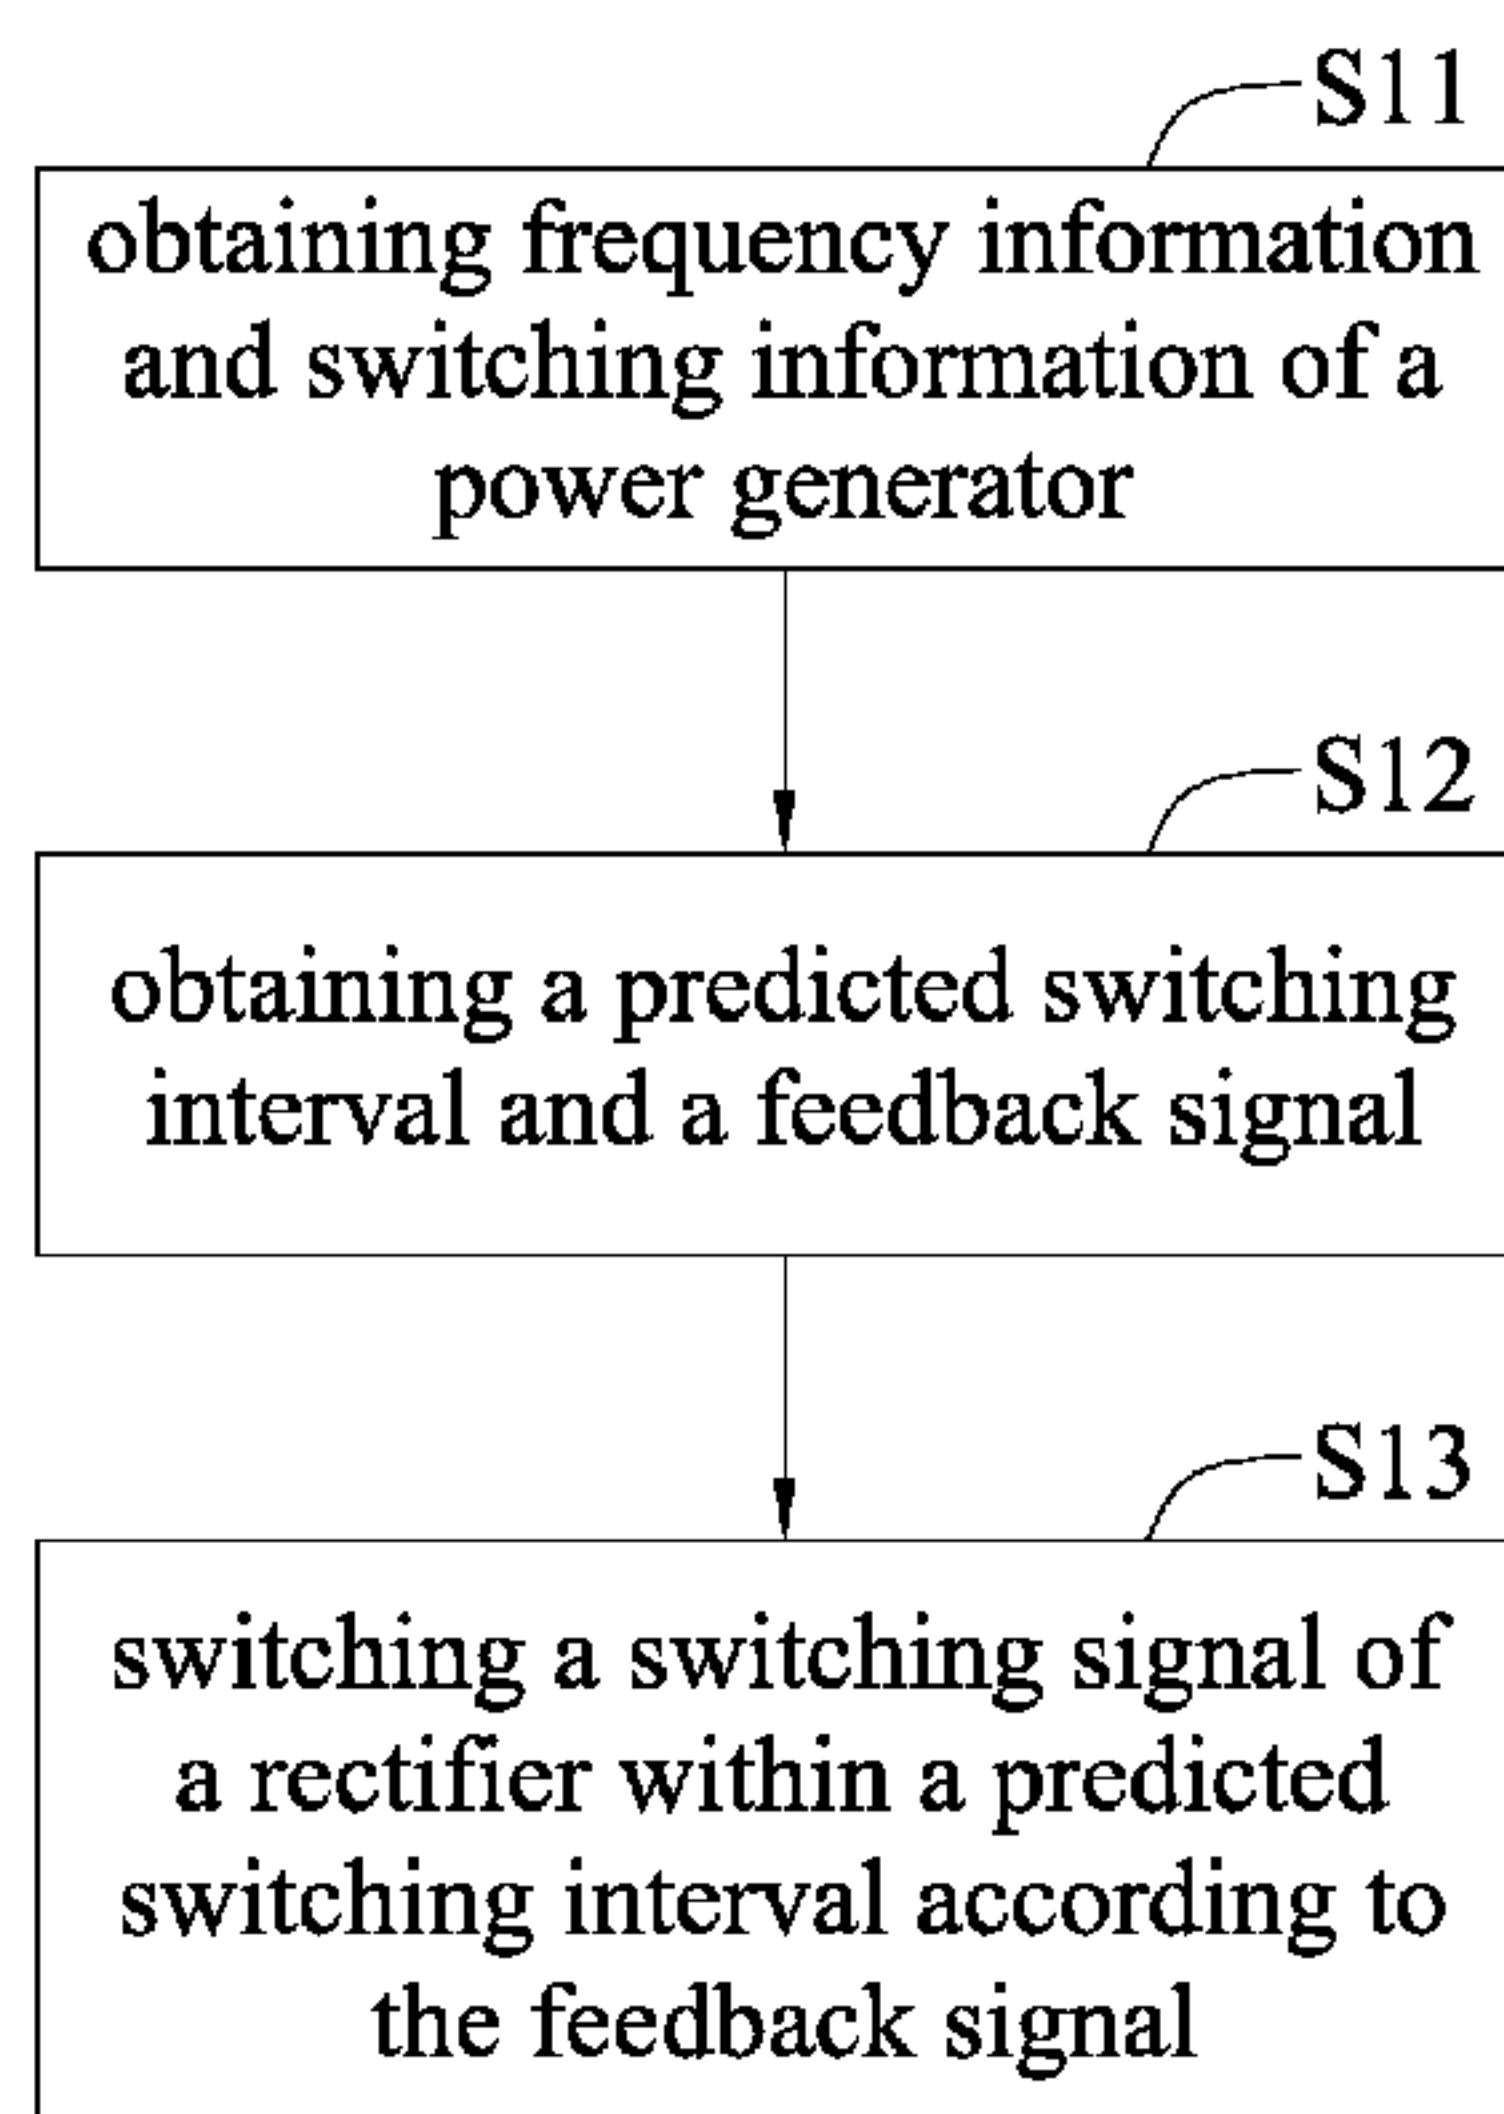 S11
obtaining frequency information
and switching information of a
power generator
S12
obtaining a predicted switching
interval and a feedback signal
S13
switching a switching signal of
a rectifier within a predicted
switching interval according to
the feedback signal